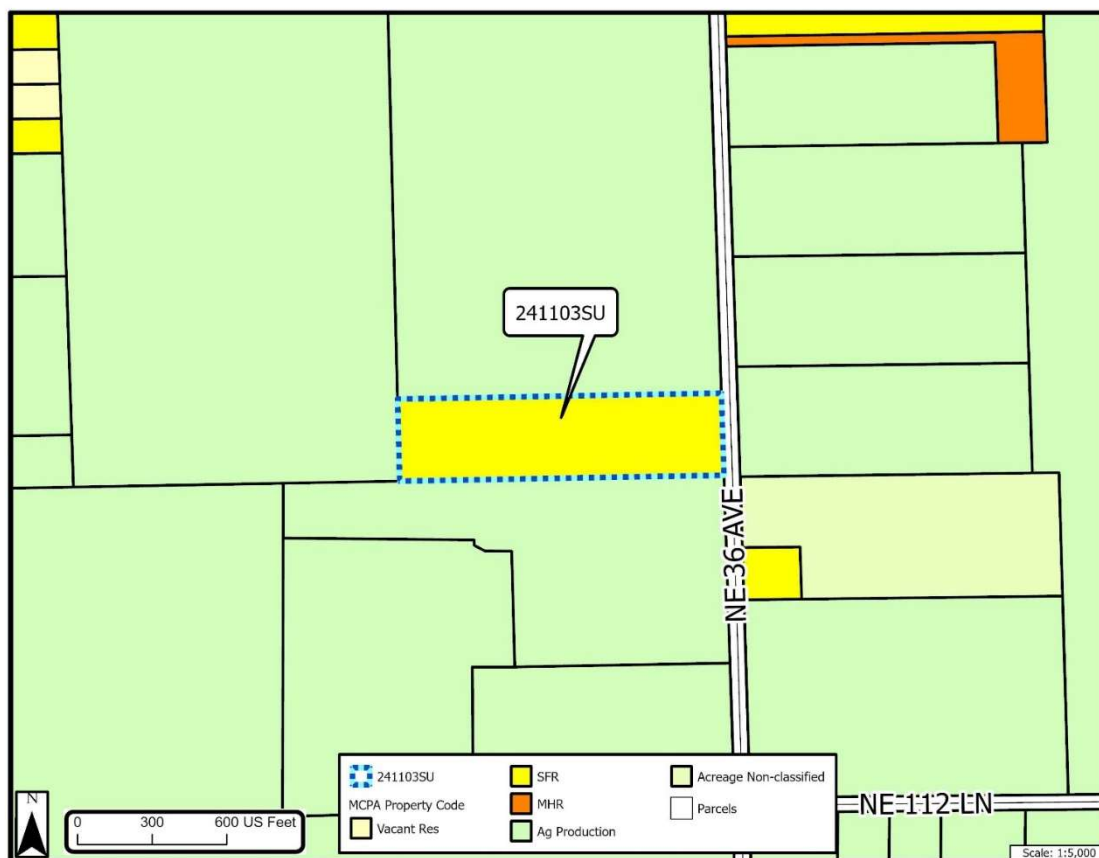 241103SU
NE 36 AVE
NE 112 LN
241103SU
MCPA Property Code
Vacant Res
SFR
MHR
Ag Production
Acreage Non-classified
Parcels
N
0 300 600 US Feet
Scale: 1:5,000